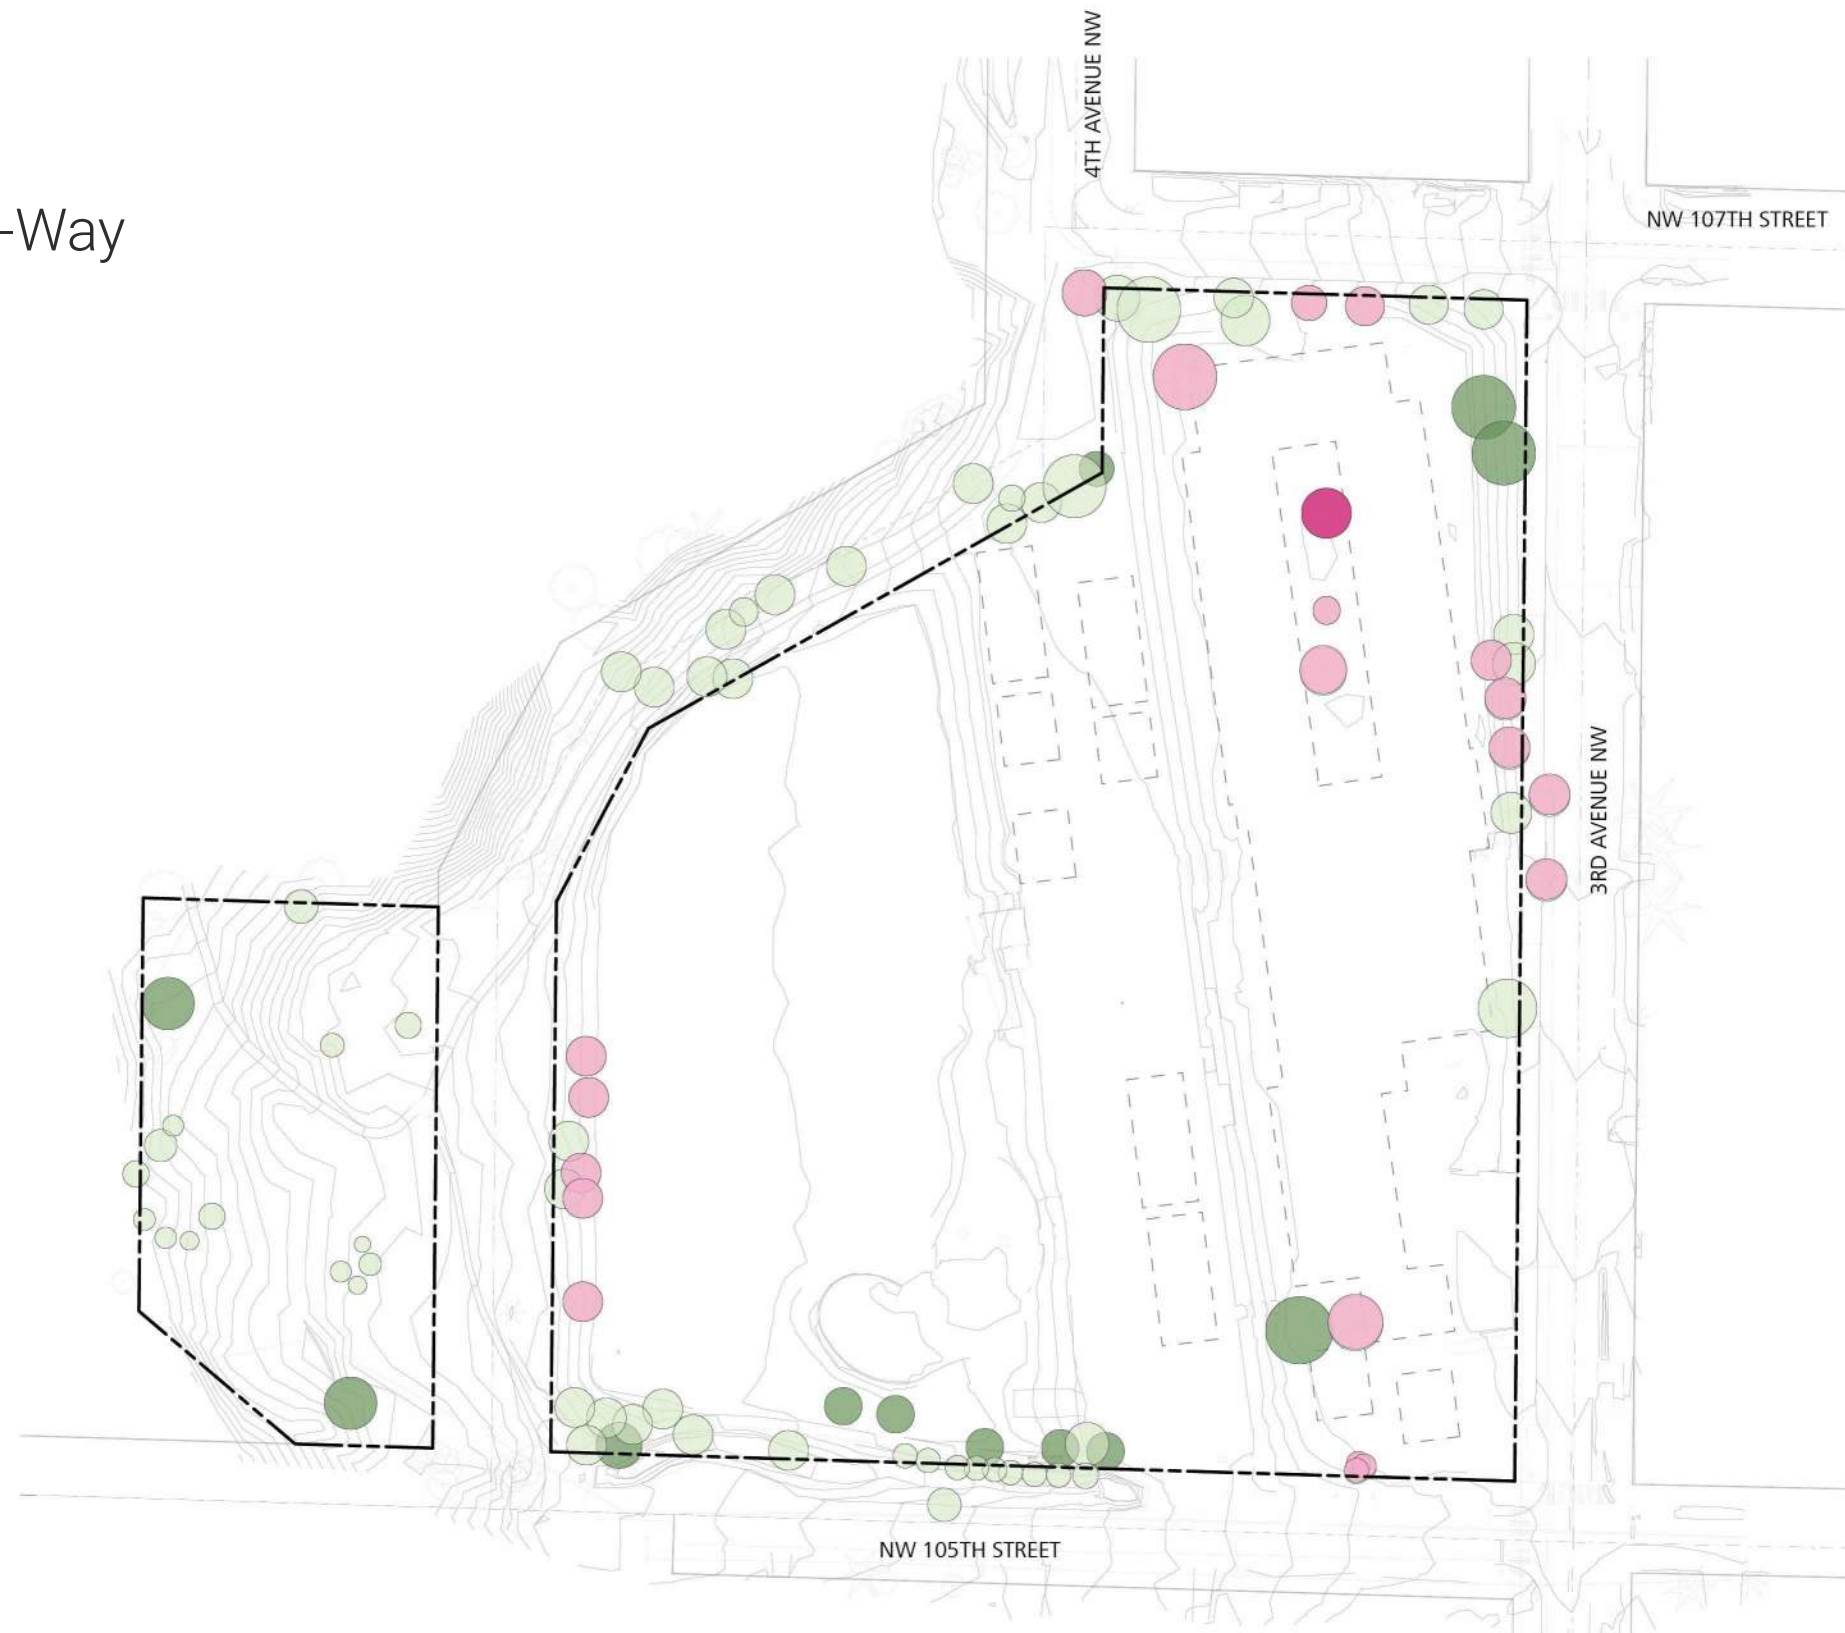 4TH AVENUE NW
NW 107TH STREET
-Way
3RD AVENUE NW
NW 105TH STREET